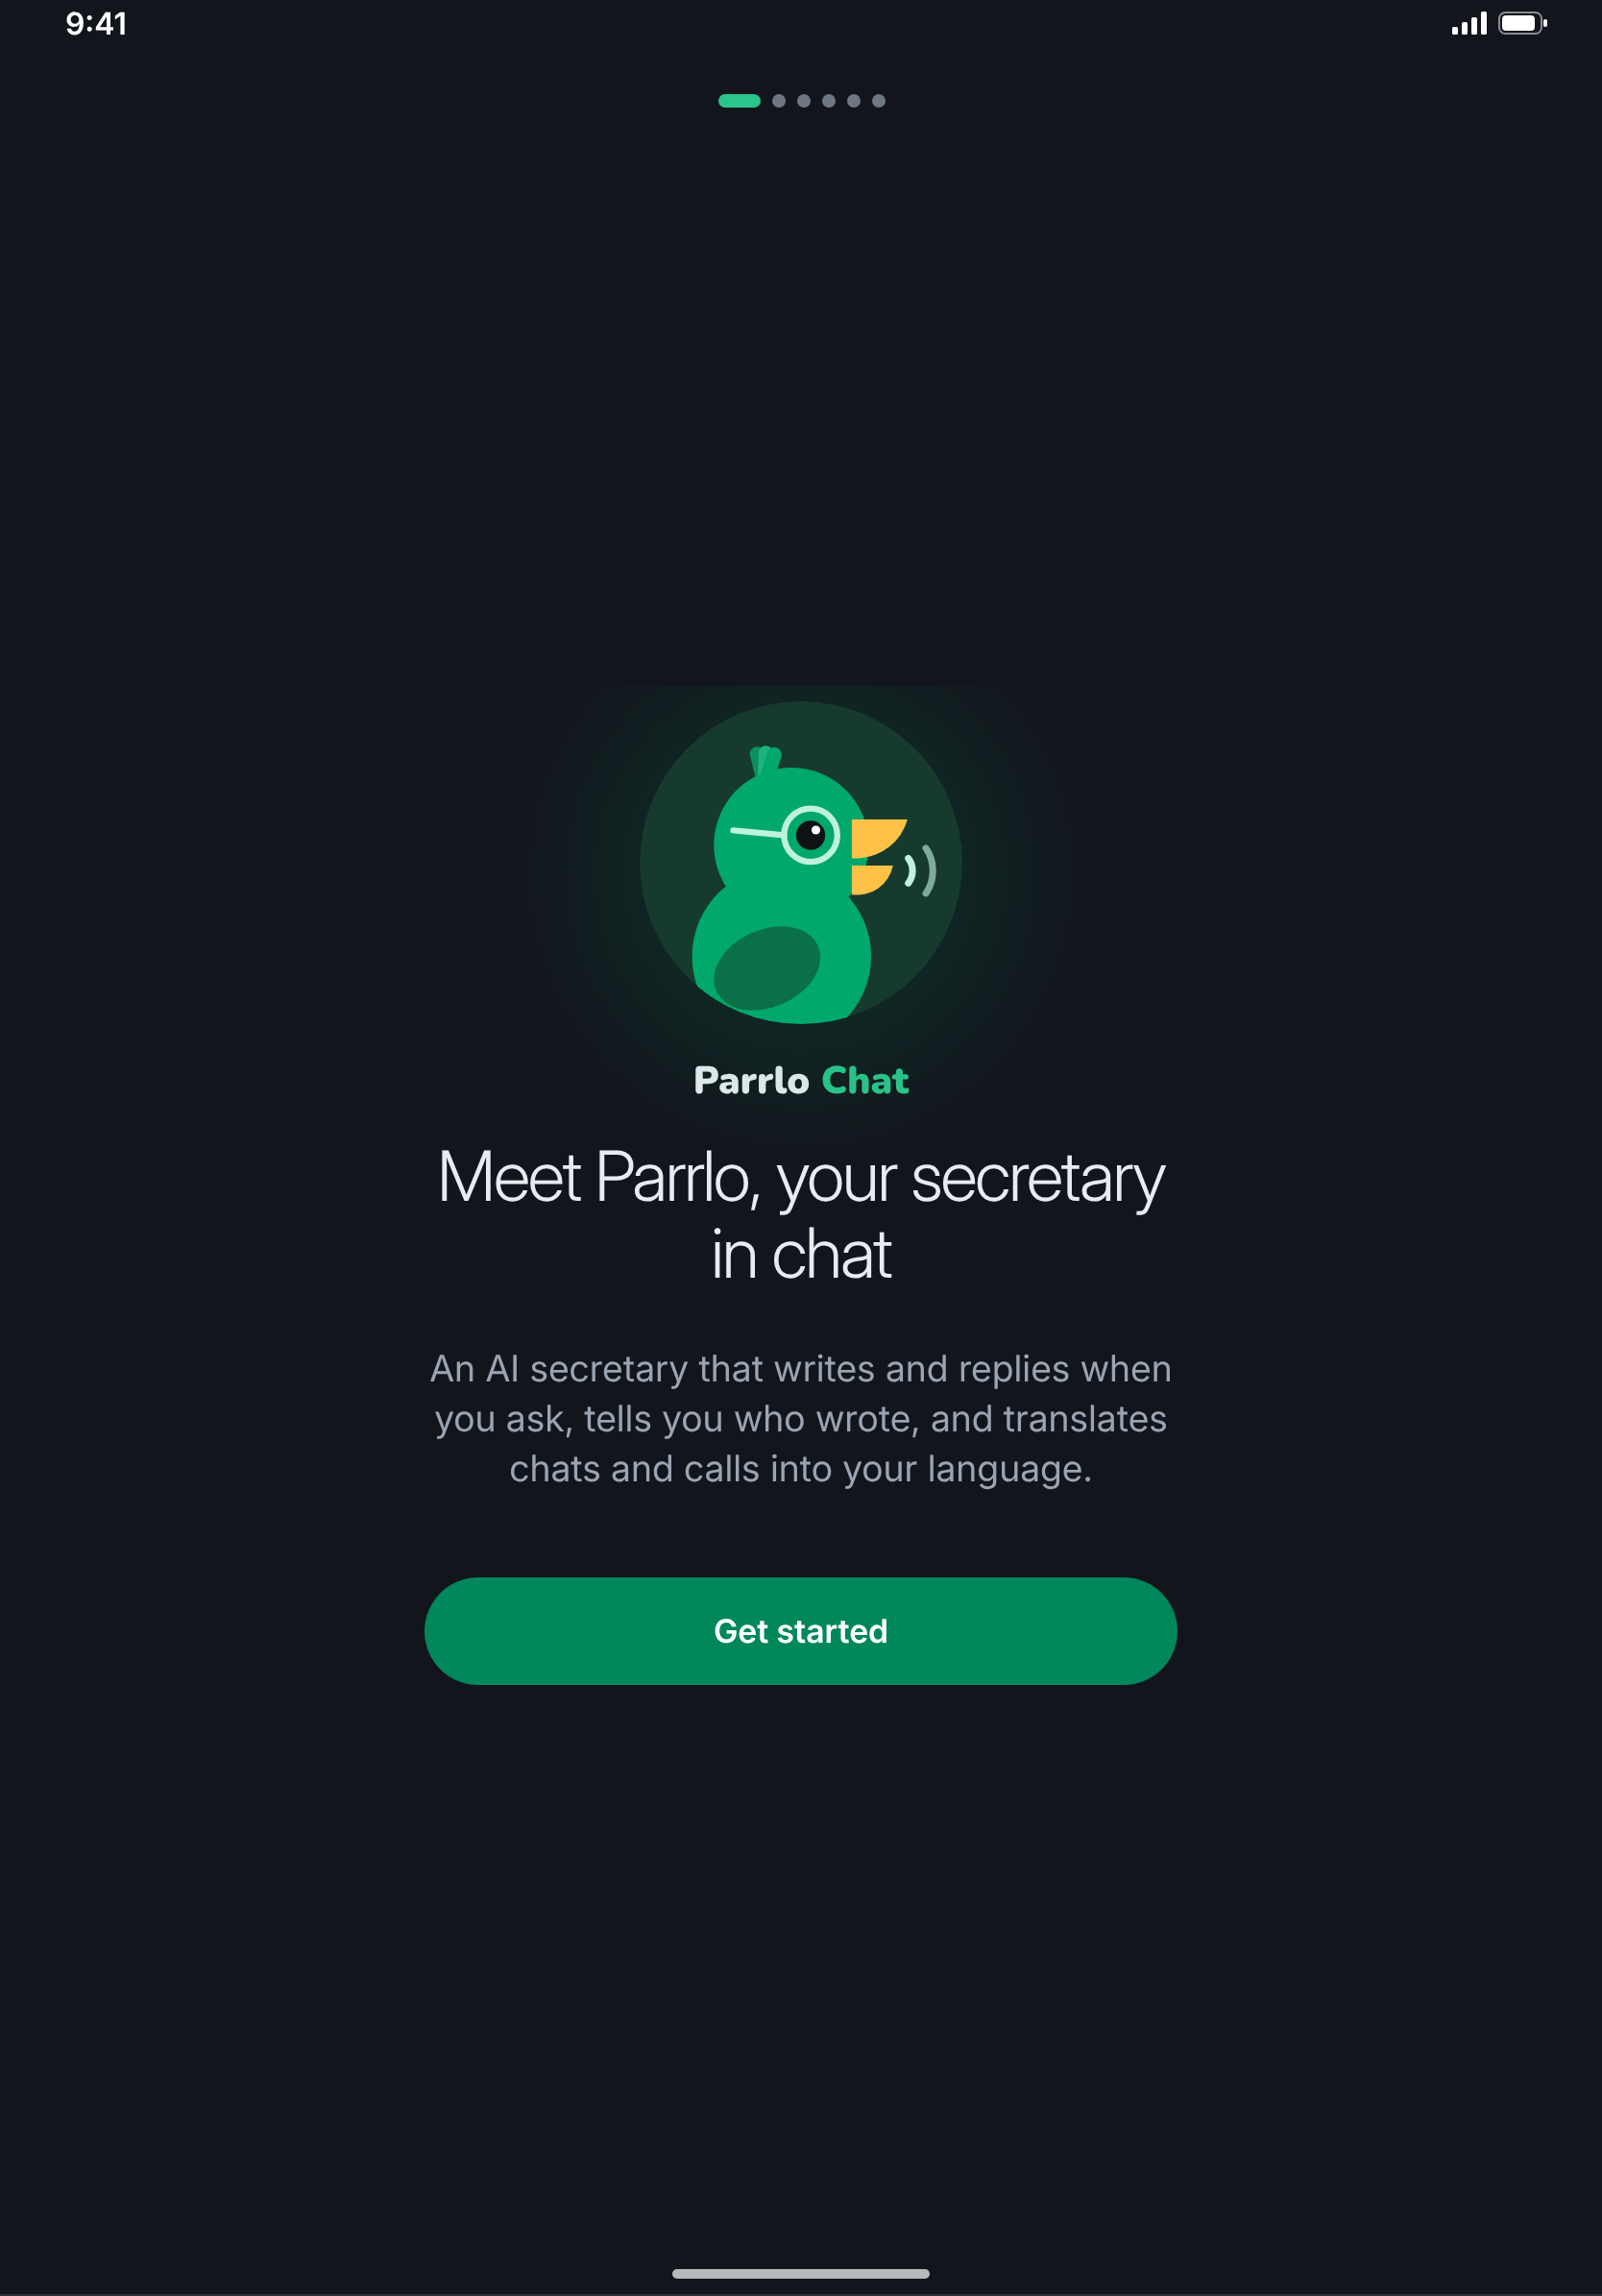 9:41
Parrlo Chat
Meet Parrlo, your secretary
in chat
An AI secretary that writes and replies when
you ask, tells you who wrote, and translates
chats and calls into your language.
Get started